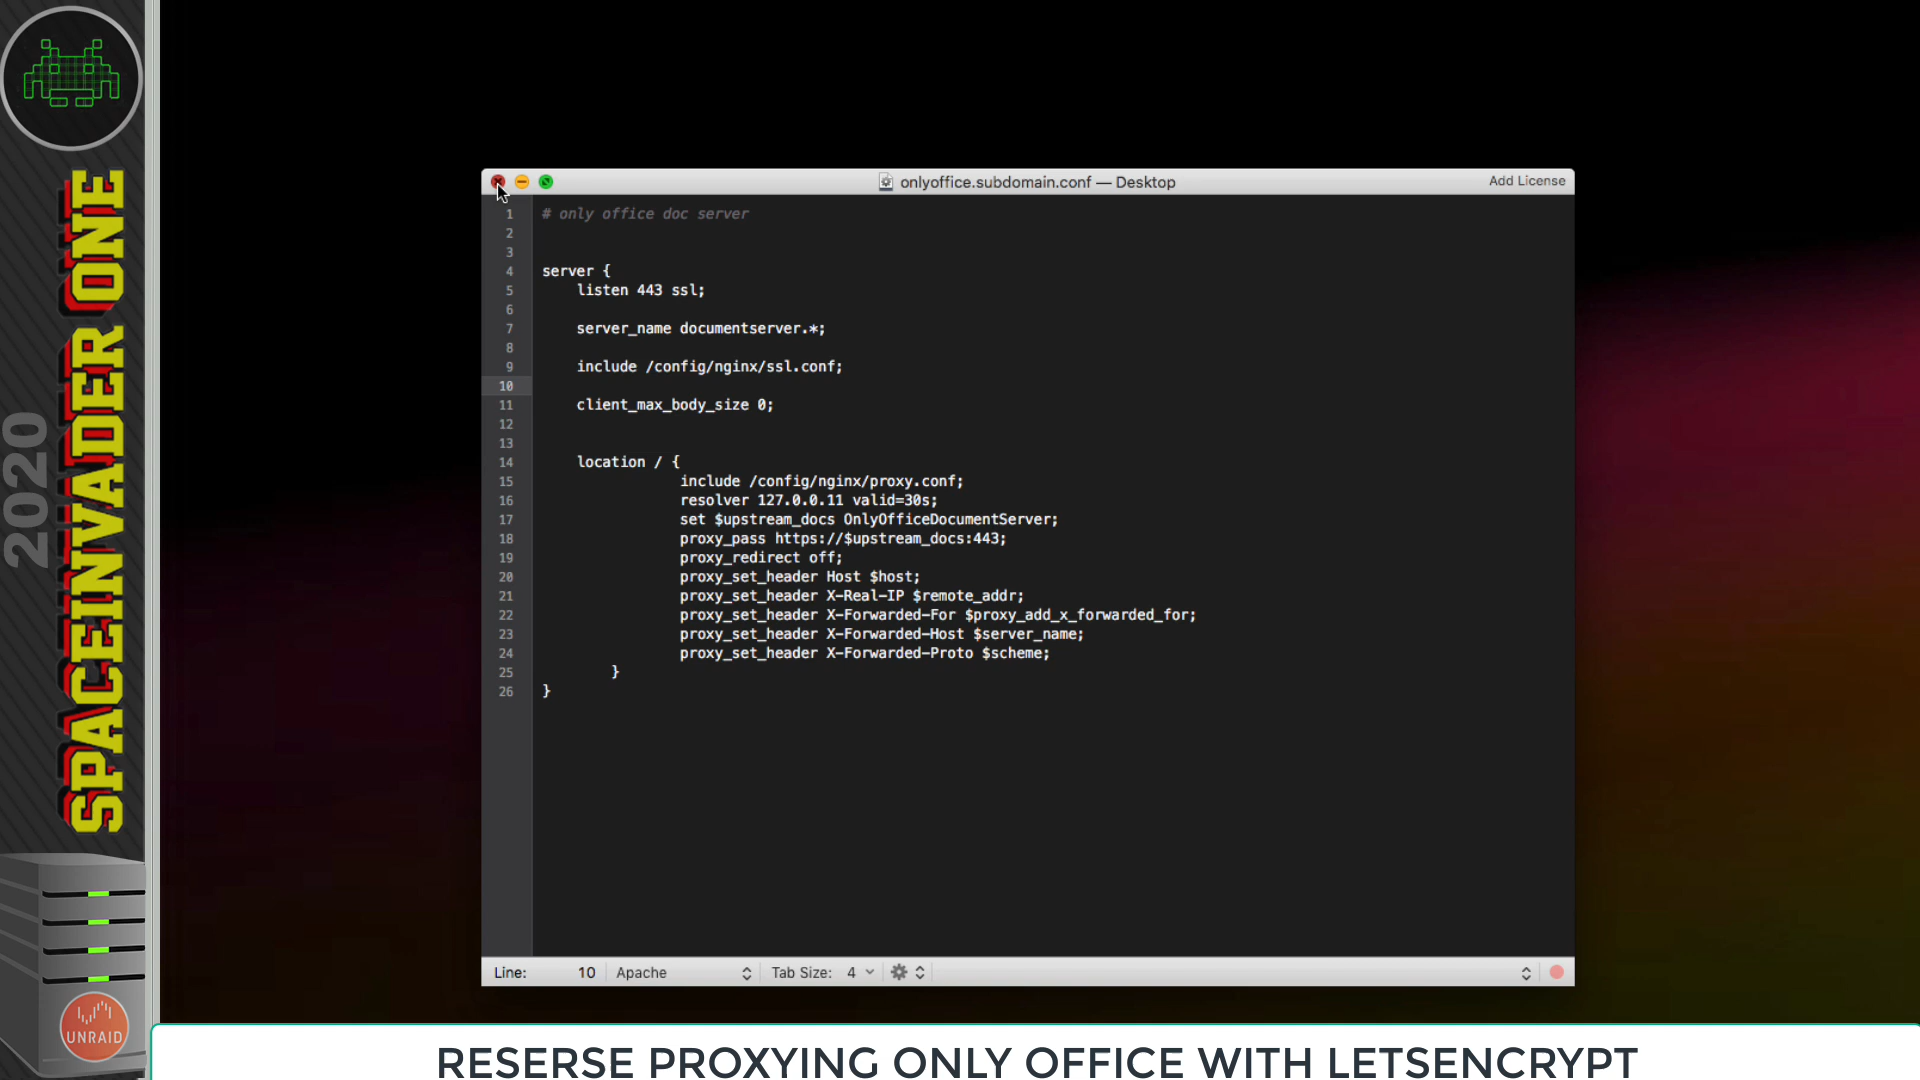 2020
SPACEINVADER ONE
UNRAID
onlyoffice.subdomain.conf — Desktop
Add License
1 # only office doc server
2
3
4 server {
5 listen 443 ssl;
6
7 server_name documentserver.*;
8
9 include /config/nginx/ssl.conf;
10
11 client_max_body_size 0;
12
13
14 location / {
15 include /config/nginx/proxy.conf;
16 resolver 127.0.0.11 valid=30s;
17 set $upstream_docs OnlyOfficeDocumentServer;
18 proxy_pass https://$upstream_docs:443;
19 proxy_redirect off;
20 proxy_set_header Host $host;
21 proxy_set_header X-Real-IP $remote_addr;
22 proxy_set_header X-Forwarded-For $proxy_add_x_forwarded_for;
23 proxy_set_header X-Forwarded-Host $server_name;
24 proxy_set_header X-Forwarded-Proto $scheme;
25 }
26 }
Line: 10 Apache Tab Size: 4
RESERSE PROXYING ONLY OFFICE WITH LETSENCRYPT